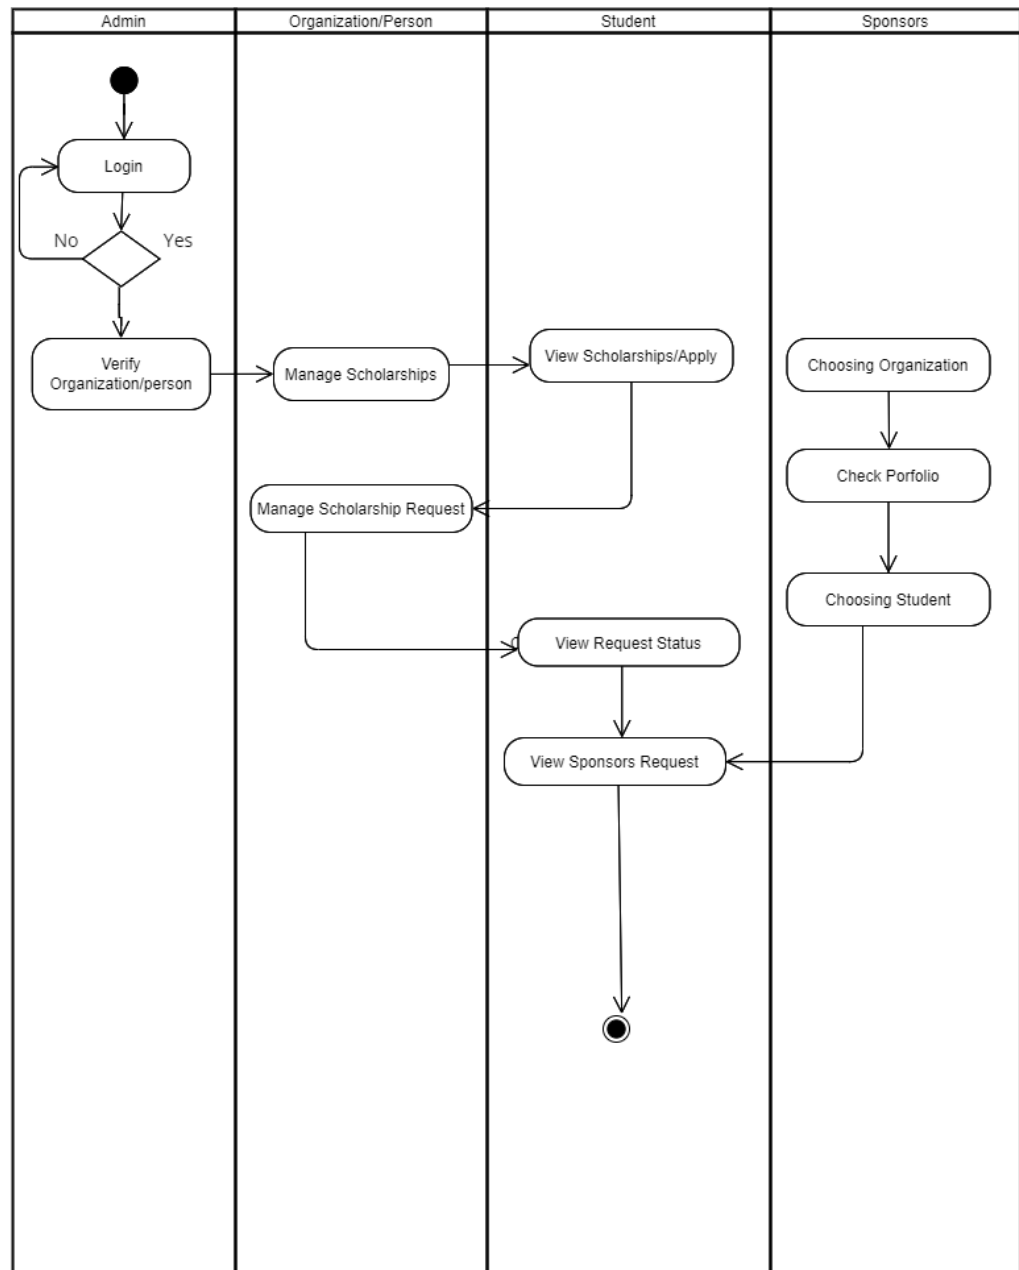 Admin
Organization/Person
Student
Sponsors
Login
No
Yes
Verify
Organization/person
Manage Scholarships
View Scholarships/Apply
Choosing Organization
Check Porfolio
Manage Scholarship Request
Choosing Student
View Request Status
View Sponsors Request